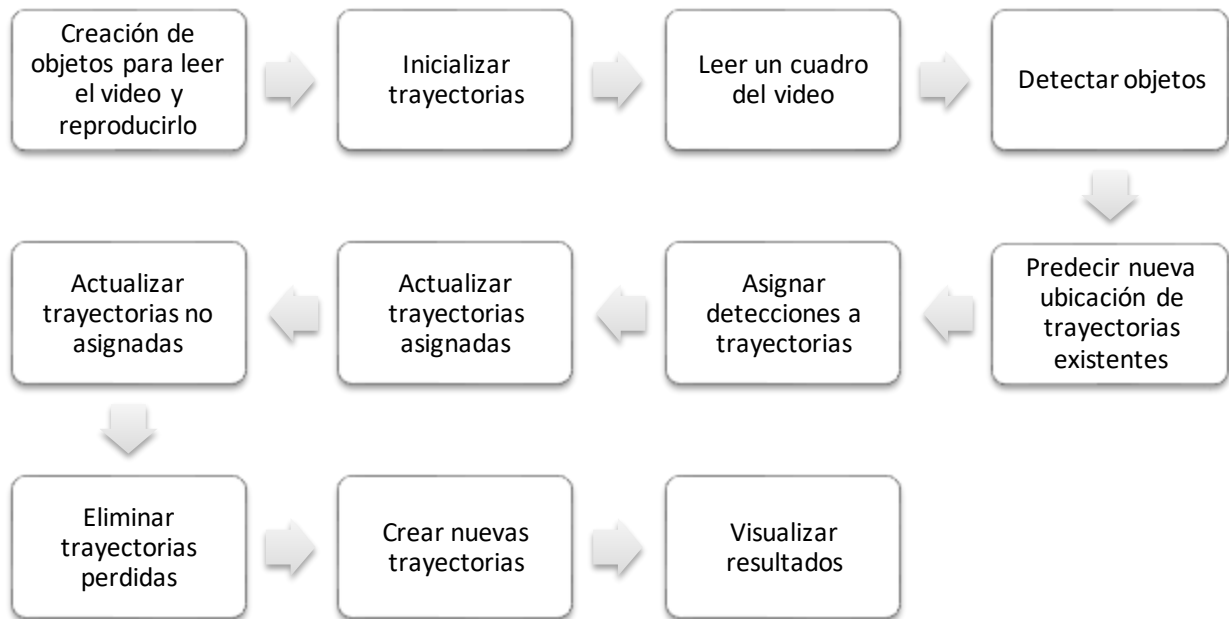 Creación de
objetos para leer
el video y
reproducirlo
Inicializar
trayectorias
Leer un cuadro
del video
Detectar objetos
Predecir nueva
ubicación de
trayectorias
existentes
Asignar
detecciones a
trayectorias
Actualizar
trayectorias
asignadas
Actualizar
trayectorias no
asignadas
Eliminar
trayectorias
perdidas
Crear nuevas
trayectorias
Visualizar
resultados